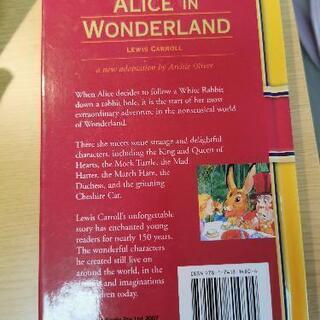 ALICE IN
WONDERLAND
LEWIS CARROLL
a new adaptation by Archie Oliver
When Alice decides to follow a White Rabbit
down a rabbit hole, it is the start of her most
extraordinary adventure in the nonsensical world
of Wonderland.
There she meets some strange and delightful
characters, including the King and Queen of
Hearts, the Mock Turtle, the Mad
Hatter, the March Hare, the
Duchess, and the grinning
Cheshire Cat.
Lewis Carroll's unforgettable
story has enchanted young
readers for nearly 150 years.
The wonderful characters
he created still live on
around the world, in the
and imaginations
children today.
Pty Ltd 2007
ISBN 978